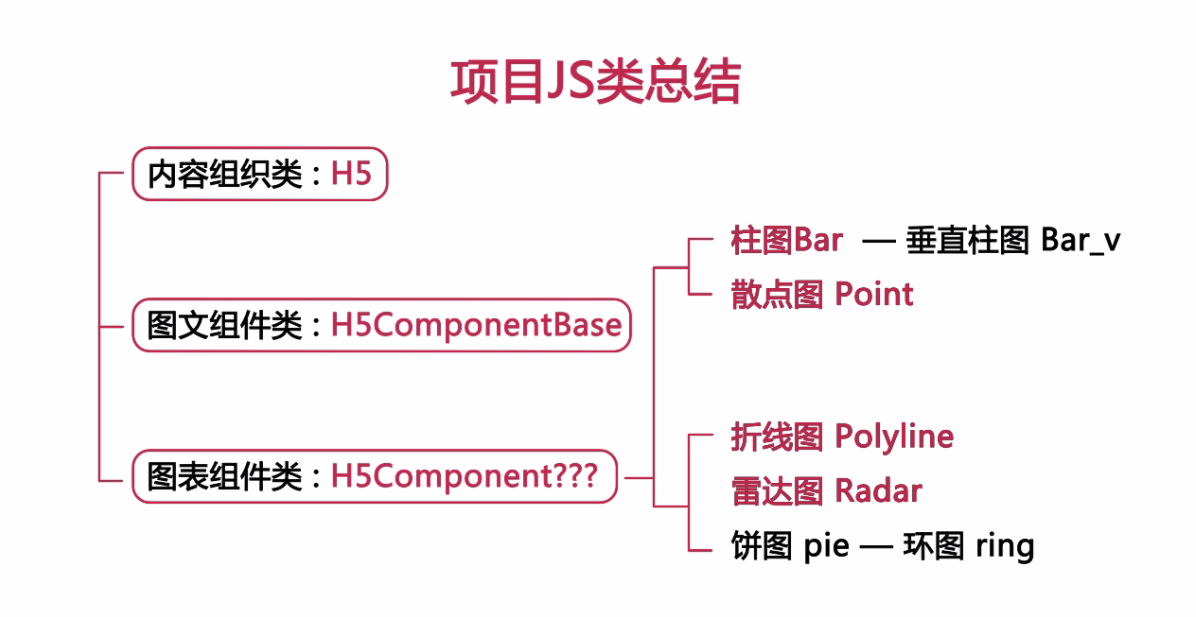 项目JS类总结
内容组织类：H5
图文组件类：H5ComponentBase
图表组件类：H5Component???
柱图Bar — 垂直柱图 Bar_v
散点图 Point
折线图 Polyline
雷达图 Radar
饼图 pie — 环图 ring